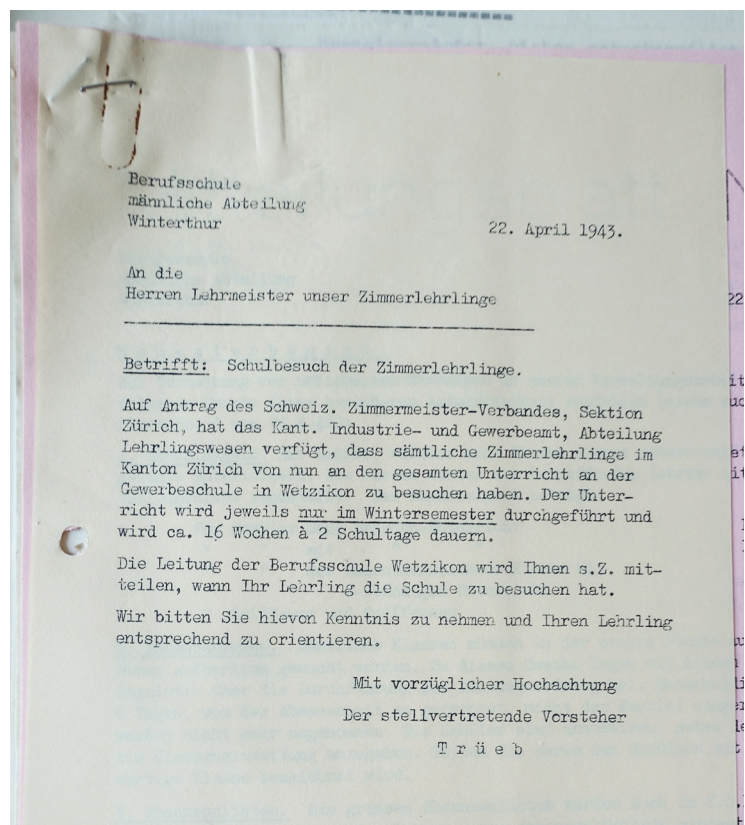 Berufsschule
männliche Abteilung
Winterthur
22. April 1943.
An die
Herren Lehrmeister unser Zimmerlehrlinge
Betrifft: Schulbesuch der Zimmerlehrlinge.
Auf Antrag des Schweiz. Zimmermeister-Verbandes, Sektion
Zürich, hat das Kant. Industrie- und Gewerbeamt, Abteilung
Lehrlingswesen verfügt, dass sämtliche Zimmerlehrlinge im
Kanton Zürich von nun an den gesamten Unterricht an der
Gewerbeschule in Wetzikon zu besuchen haben. Der Unter-
richt wird jeweils nur im Wintersemester durchgeführt und
wird ca. 16 Wochen à 2 Schultage dauern.
Die Leitung der Berufsschule Wetzikon wird Ihnen s.Z. mit-
teilen, wann Ihr Lehrling die Schule zu besuchen hat.
Wir bitten Sie hievon Kenntnis zu nehmen und Ihren Lehrling
entsprechend zu orientieren.
Mit vorzüglicher Hochachtung
Der stellvertretende Vorsteher
T r ü e b